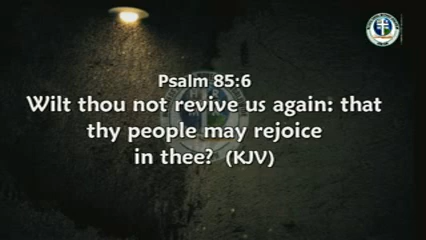 Psalm 85:6
Wilt thou not revive us again: that
thy people may rejoice
in thee? (KJV)